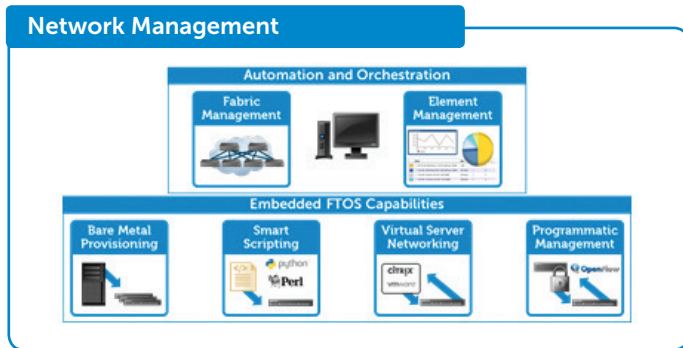 Network Management
Automation and Orchestration
Fabric
Management
Element
Management
Embedded FTOS Capabilities
Bare Metal
Provisioning
Smart
Scripting
Virtual Server
Networking
Programmatic
Management
python
Perl
citrix
vmware
OpenFlow